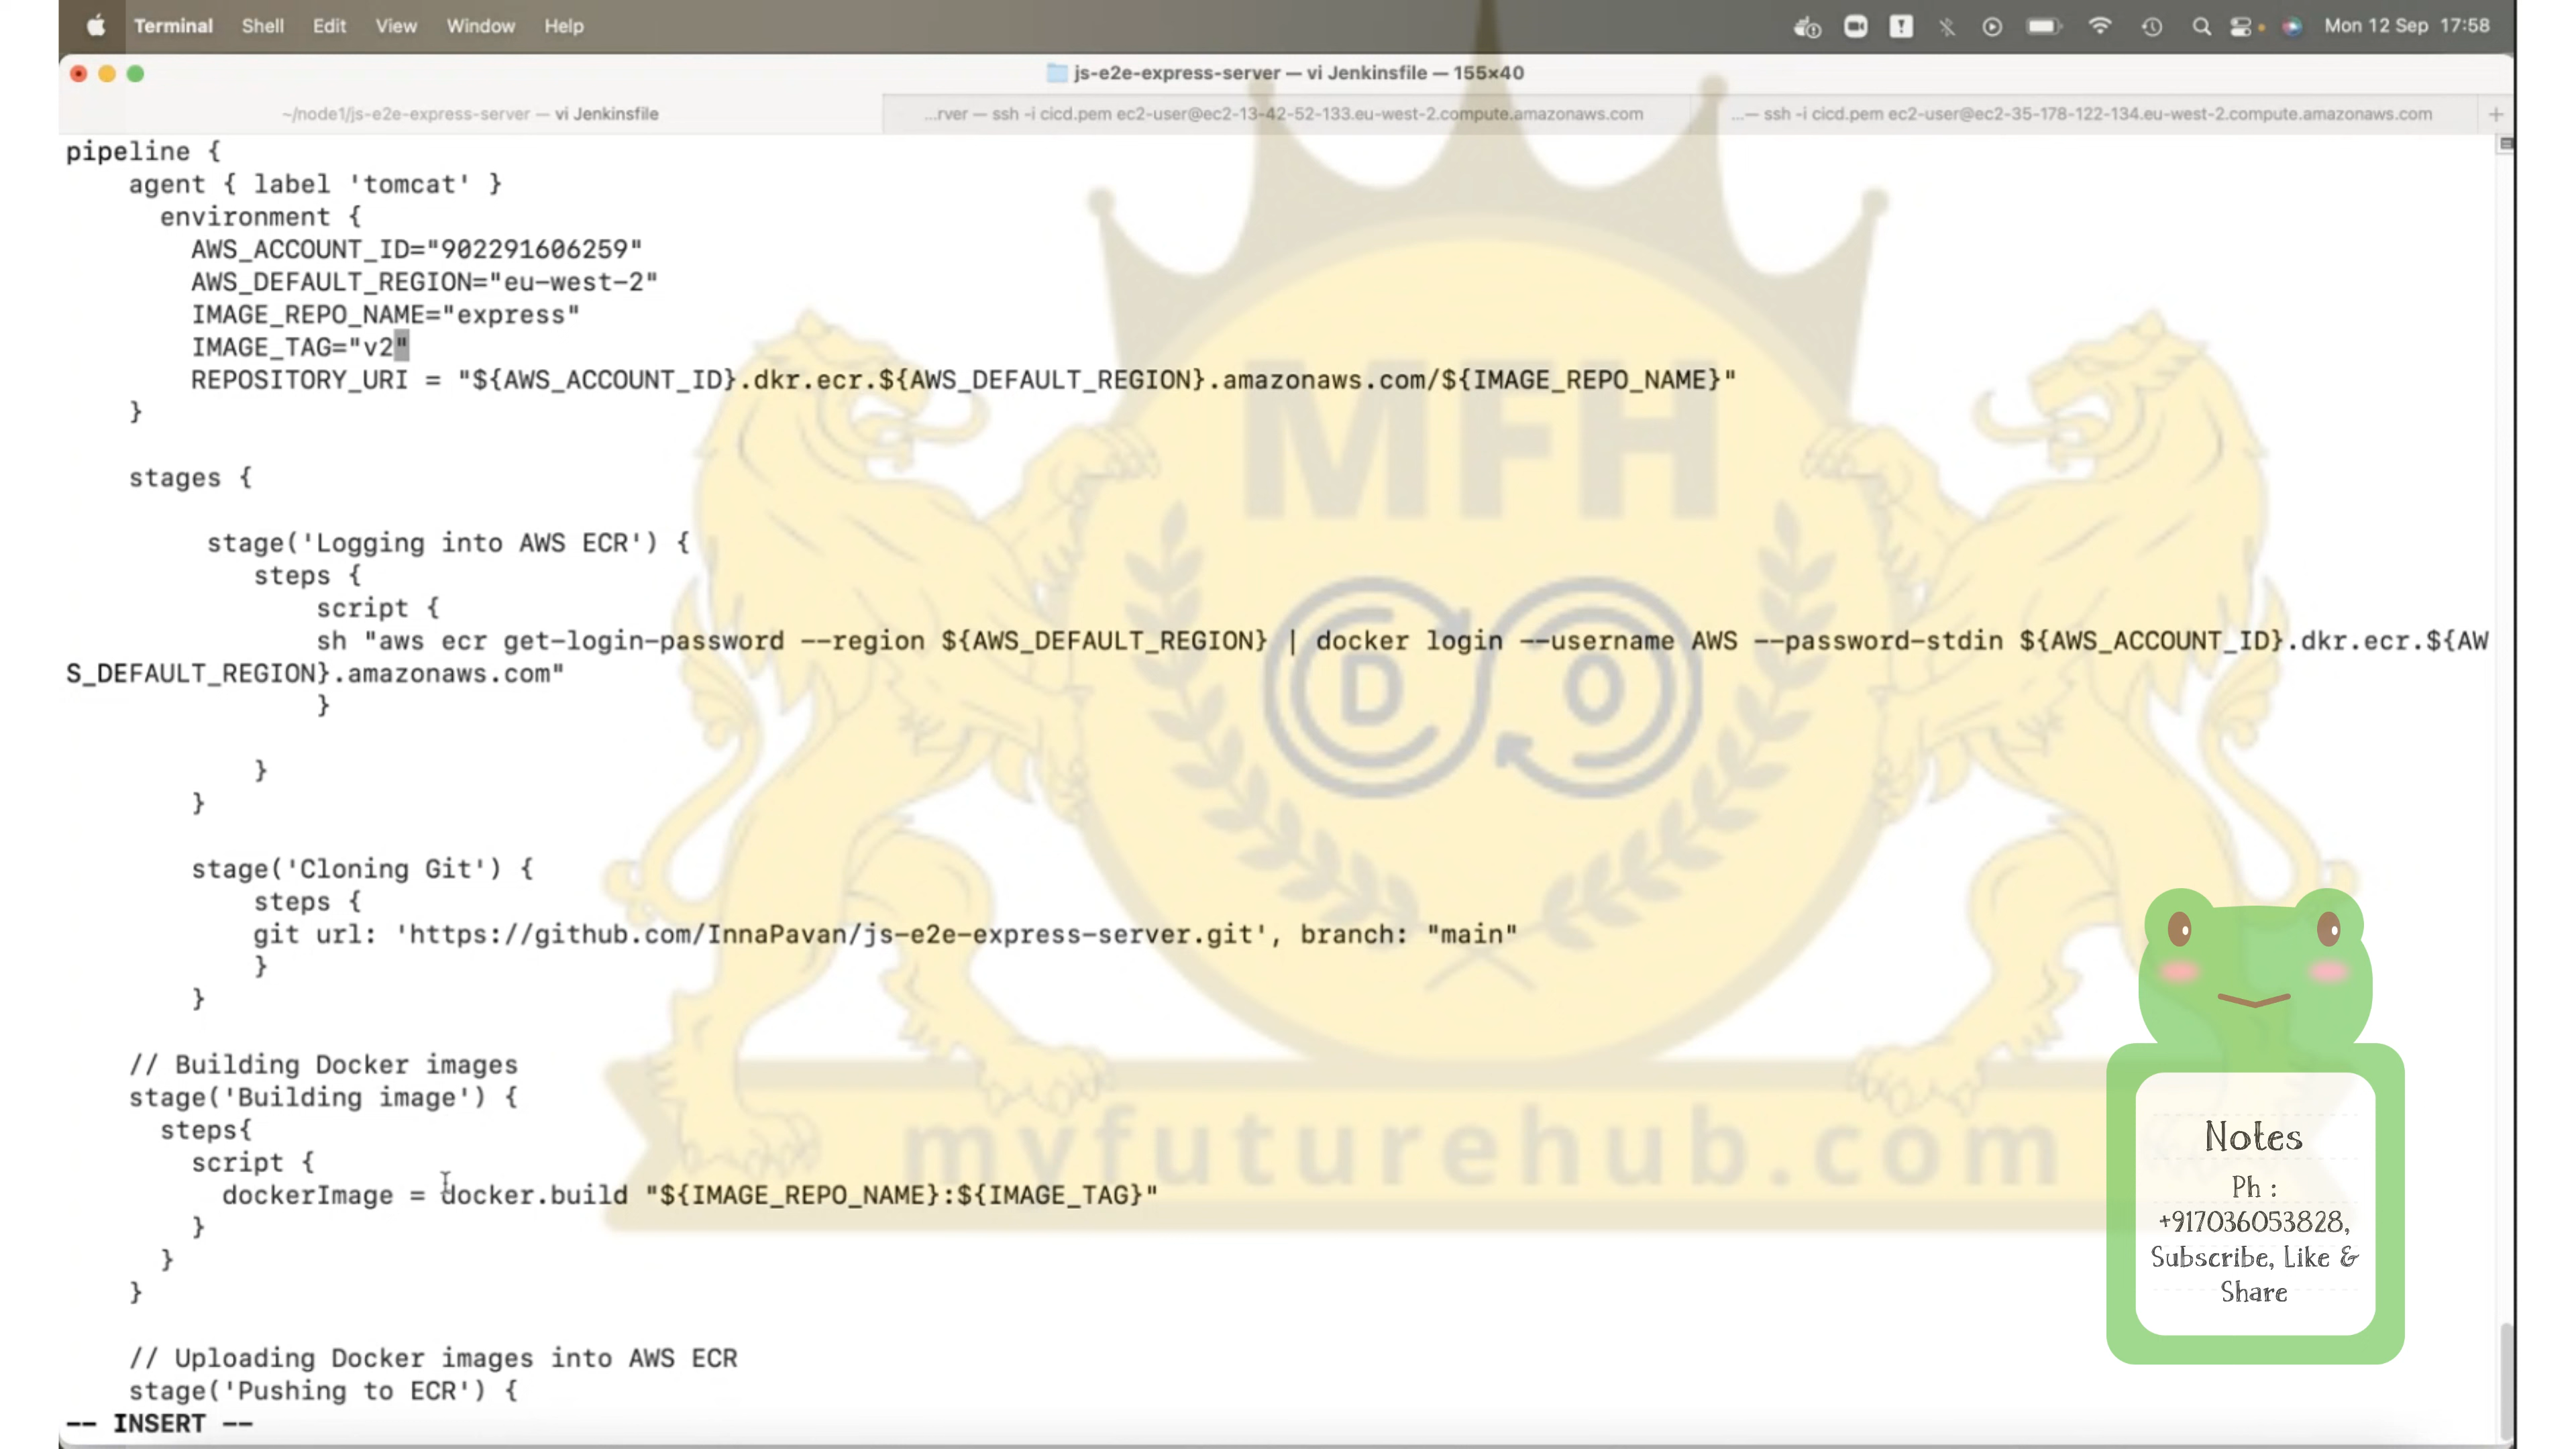 Terminal Shell Edit View Window Help Mon 12 Sep 17:58
js-e2e-express-server — vi Jenkinsfile — 155×40
~/node1/js-e2e-express-server — vi Jenkinsfile ...rver — ssh -i cicd.pem ec2-user@ec2-13-42-52-133.eu-west-2.compute.amazonaws.com ...— ssh -i cicd.pem ec2-user@ec2-35-178-122-134.eu-west-2.compute.amazonaws.com +
pipeline {
agent { label 'tomcat' }
environment {
AWS_ACCOUNT_ID="902291606259"
AWS_DEFAULT_REGION="eu-west-2"
IMAGE_REPO_NAME="express"
IMAGE_TAG="v2"
REPOSITORY_URI = "${AWS_ACCOUNT_ID}.dkr.ecr.${AWS_DEFAULT_REGION}.amazonaws.com/${IMAGE_REPO_NAME}"
}
stages {
stage('Logging into AWS ECR') {
steps {
script {
sh "aws ecr get-login-password --region ${AWS_DEFAULT_REGION} | docker login --username AWS --password-stdin ${AWS_ACCOUNT_ID}.dkr.ecr.${AW
S_DEFAULT_REGION}.amazonaws.com"
}
}
}
stage('Cloning Git') {
steps {
git url: 'https://github.com/InnaPavan/js-e2e-express-server.git', branch: "main"
}
}
// Building Docker images
stage('Building image') {
steps{
script {
dockerImage = docker.build "${IMAGE_REPO_NAME}:${IMAGE_TAG}"
}
}
}
// Uploading Docker images into AWS ECR
stage('Pushing to ECR') {
-- INSERT --
MFH
D O
myfuturehub.com
Notes
Ph :
+917036053828,
Subscribe, Like &
Share